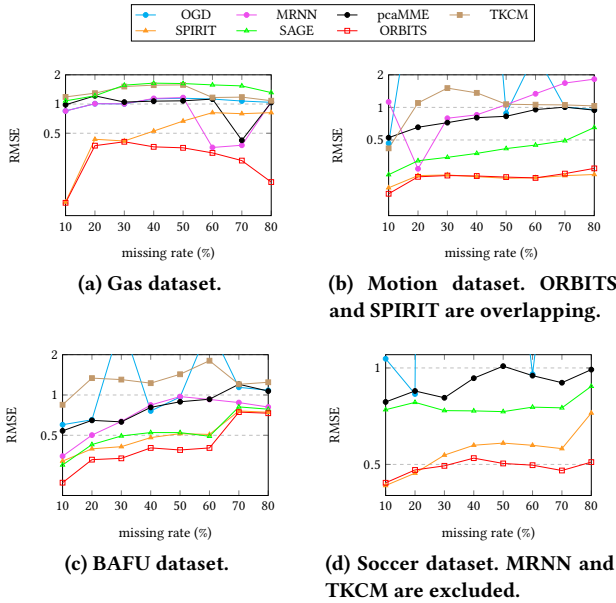 OGD MRNN pcaMME TKCM
SPIRIT SAGE ORBITS
2
1
0.5
RMSE
10 20 30 40 50 60 70 80
missing rate (%)
(a) Gas dataset.
2
1
0.5
RMSE
10 20 30 40 50 60 70 80
missing rate (%)
(b) Motion dataset. ORBITS
and SPIRIT are overlapping.
2
1
0.5
RMSE
10 20 30 40 50 60 70 80
missing rate (%)
(c) BAFU dataset.
1
0.5
RMSE
10 20 30 40 50 60 70 80
missing rate (%)
(d) Soccer dataset. MRNN and
TKCM are excluded.